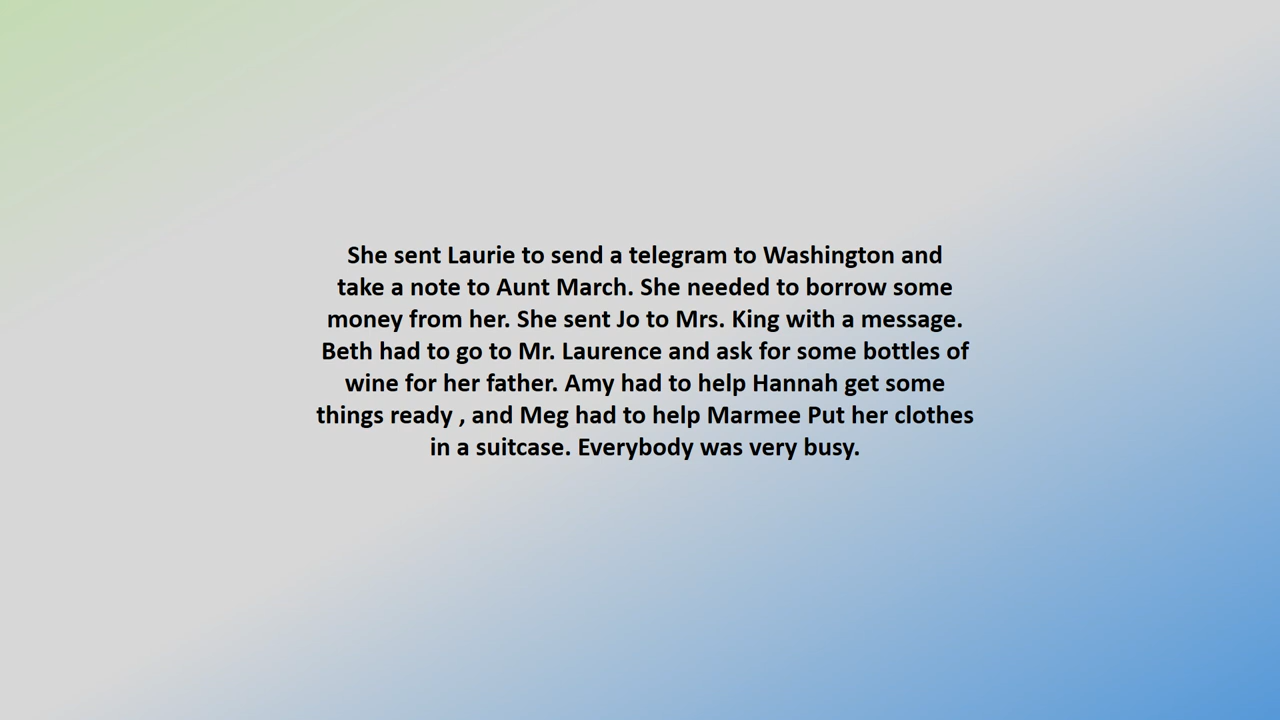 She sent Laurie to send a telegram to Washington and
take a note to Aunt March. She needed to borrow some
money from her. She sent Jo to Mrs. King with a message.
Beth had to go to Mr. Laurence and ask for some bottles of
wine for her father. Amy had to help Hannah get some
things ready , and Meg had to help Marmee Put her clothes
in a suitcase. Everybody was very busy.